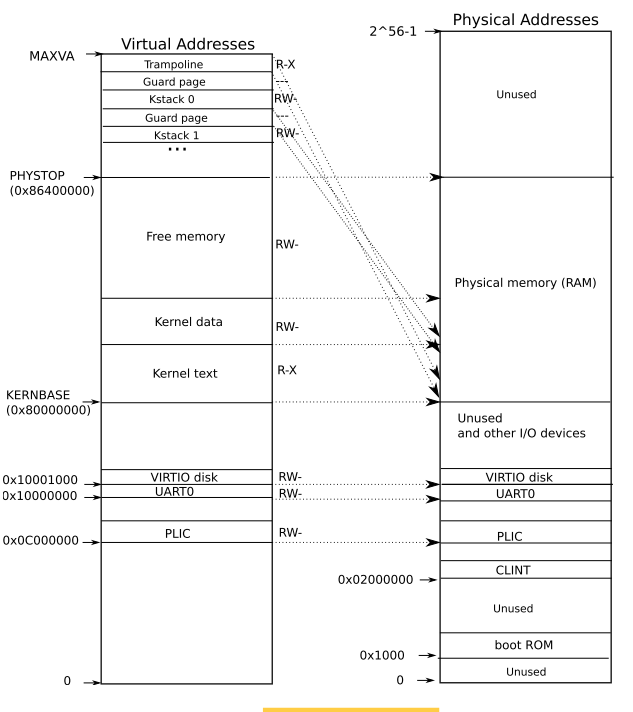 Physical Addresses
2^56-1
Virtual Addresses
MAXVA
Trampoline
R-X
Guard page
---
Kstack 0
RW-
Unused
Guard page
---
Kstack 1
RW-
...
PHYSTOP
(0x86400000)
Free memory
RW-
Physical memory (RAM)
Kernel data
RW-
Kernel text
R-X
KERNBASE
(0x80000000)
Unused
and other I/O devices
0x10001000
VIRTIO disk
RW-
VIRTIO disk
0x10000000
UART0
RW-
UART0
0x0C000000
PLIC
RW-
PLIC
CLINT
0x02000000
Unused
boot ROM
0x1000
Unused
0
0